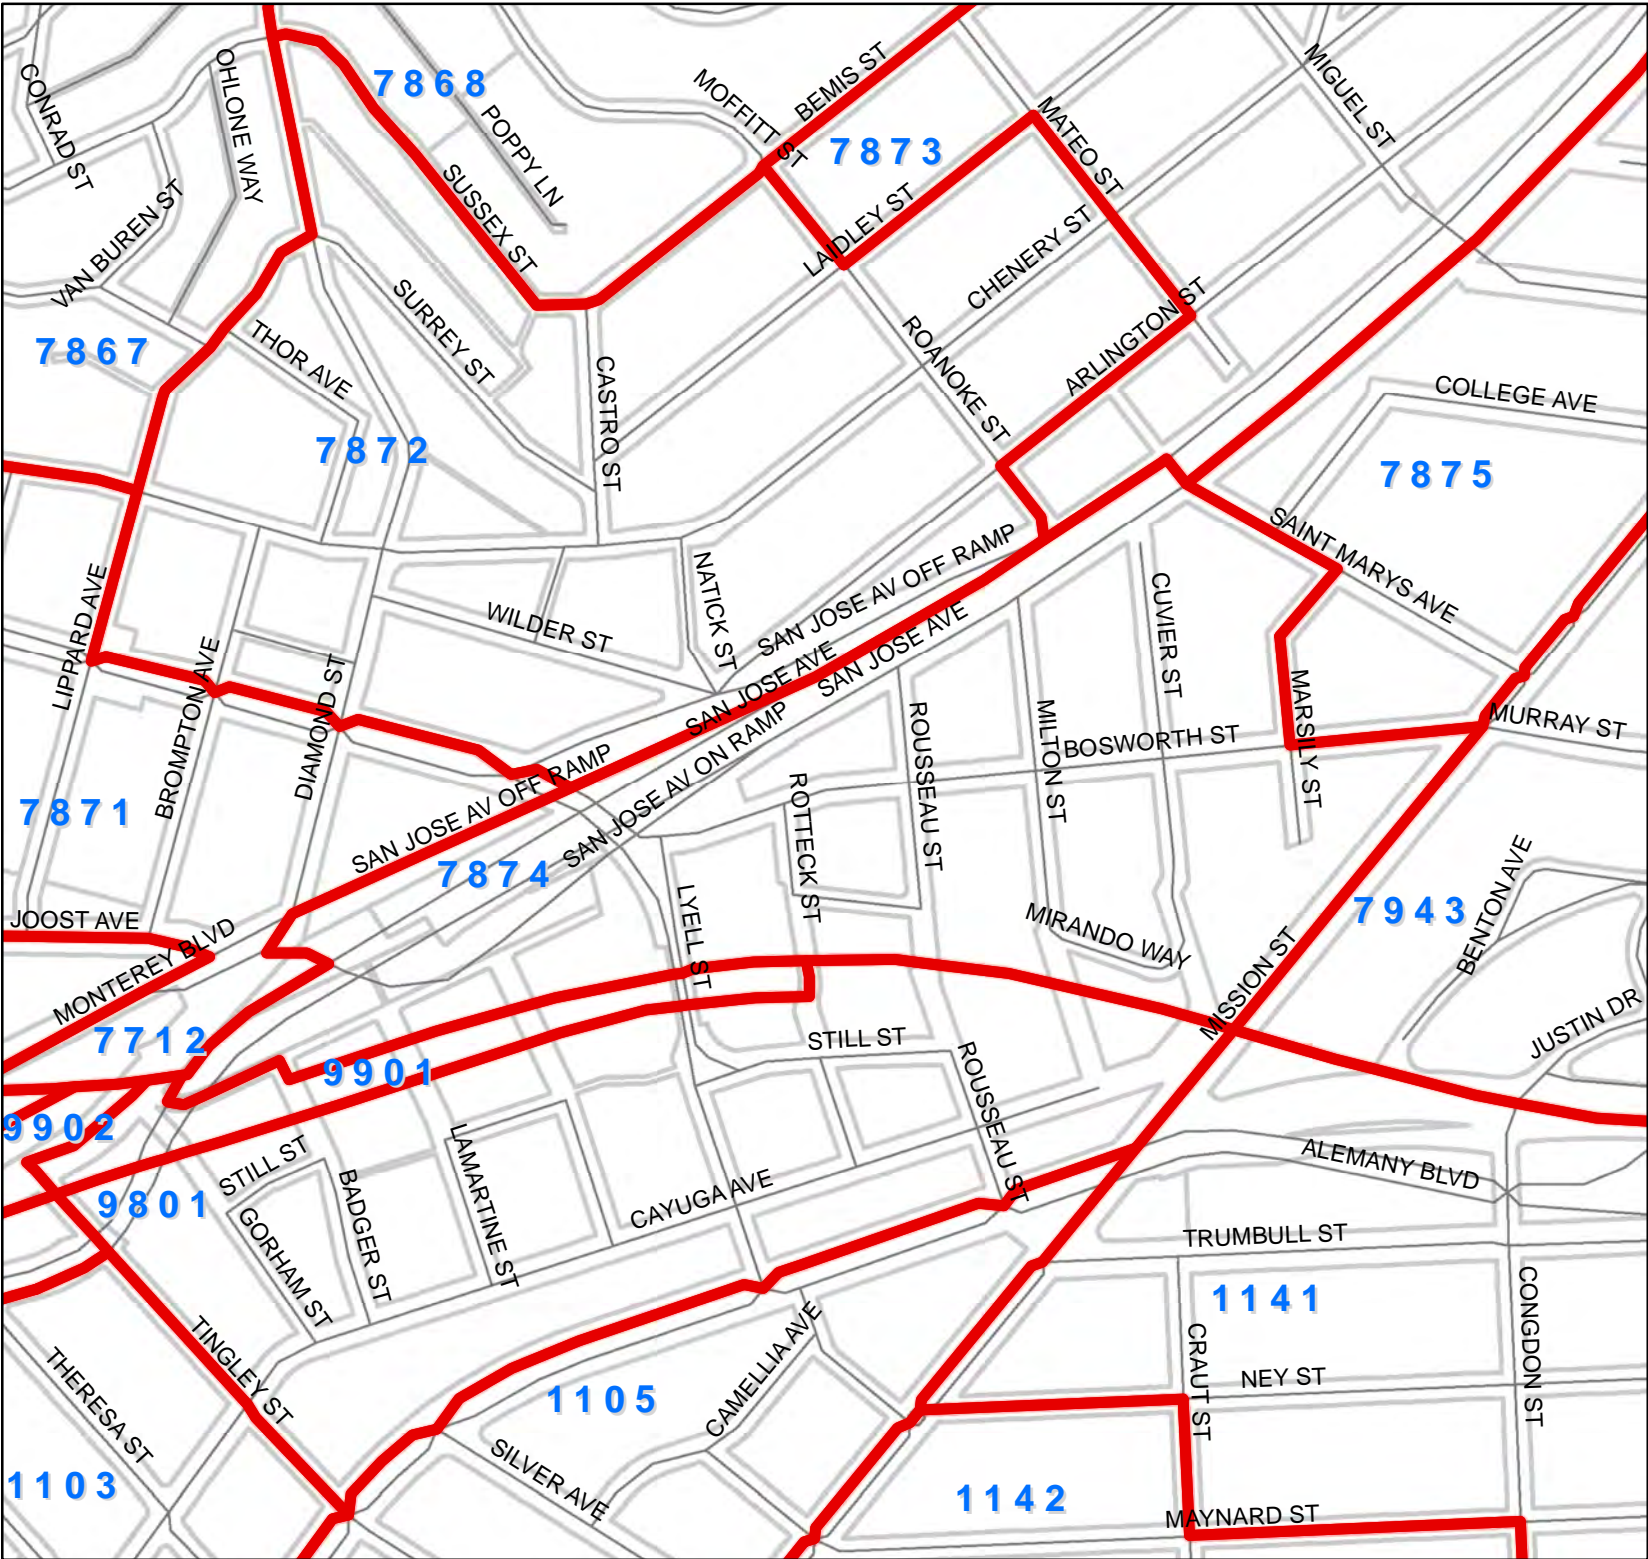 CONRAD ST
OHLONE WAY
7868
POPPY LN
MOFFITT ST
BEMIS ST
7873
MATEO ST
MIGUEL ST
VAN BUREN ST
SUSSEX ST
LAIDLEY ST
CHENERY ST
ARLINGTON ST
7867
THOR AVE
SURREY ST
CASTRO ST
ROANOKE ST
7872
COLLEGE AVE
7875
SAINT MARYS AVE
LIPPARD AVE
BROMPTON AVE
DIAMOND ST
WILDER ST
NATICK ST
SAN JOSE AV OFF RAMP
SAN JOSE AVE
SAN JOSE AVE
CUVIER ST
MARSILY ST
MURRAY ST
BOSWORTH ST
MILTON ST
ROUSSEAU ST
ROTTECK ST
SAN JOSE AV ON RAMP
SAN JOSE AV OFF RAMP
7871
7874
LYELL ST
MIRANDO WAY
MISSION ST
7943
BENTON AVE
JUSTIN DR
JOOST AVE
MONTEREY BLVD
7712
9901
STILL ST
ROUSSEAU ST
9902
STILL ST
9801
GORHAM ST
BADGER ST
LAMARTINE ST
CAYUGA AVE
ALEMANY BLVD
TRUMBULL ST
1141
CONGDON ST
CRAUT ST
NEY ST
THERESA ST
TINGLEY ST
1105
CAMELLIA AVE
SILVER AVE
1103
1142
MAYNARD ST